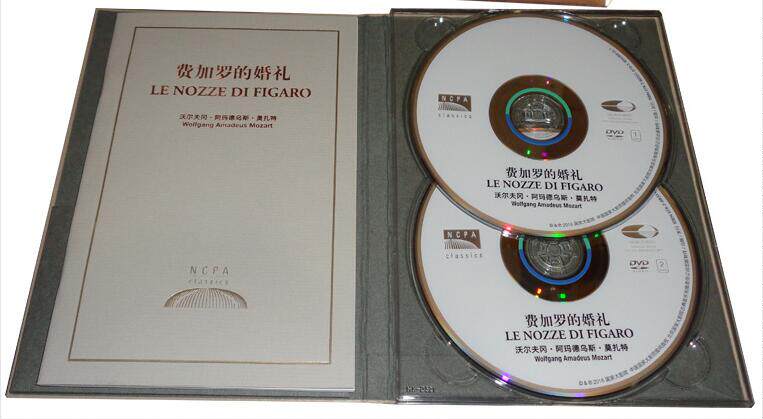 费加罗的婚礼
LE NOZZE DI FIGARO
沃尔夫冈·阿玛德乌斯·莫扎特
Wolfgang Amadeus Mozart
NCPA
classics
NCPA
classics
DVD 1
费加罗的婚礼
LE NOZZE DI FIGARO
沃尔夫冈·阿玛德乌斯·莫扎特
Wolfgang Amadeus Mozart
NCPA
classics
DVD 2
费加罗的婚礼
LE NOZZE DI FIGARO
沃尔夫冈·阿玛德乌斯·莫扎特
Wolfgang Amadeus Mozart